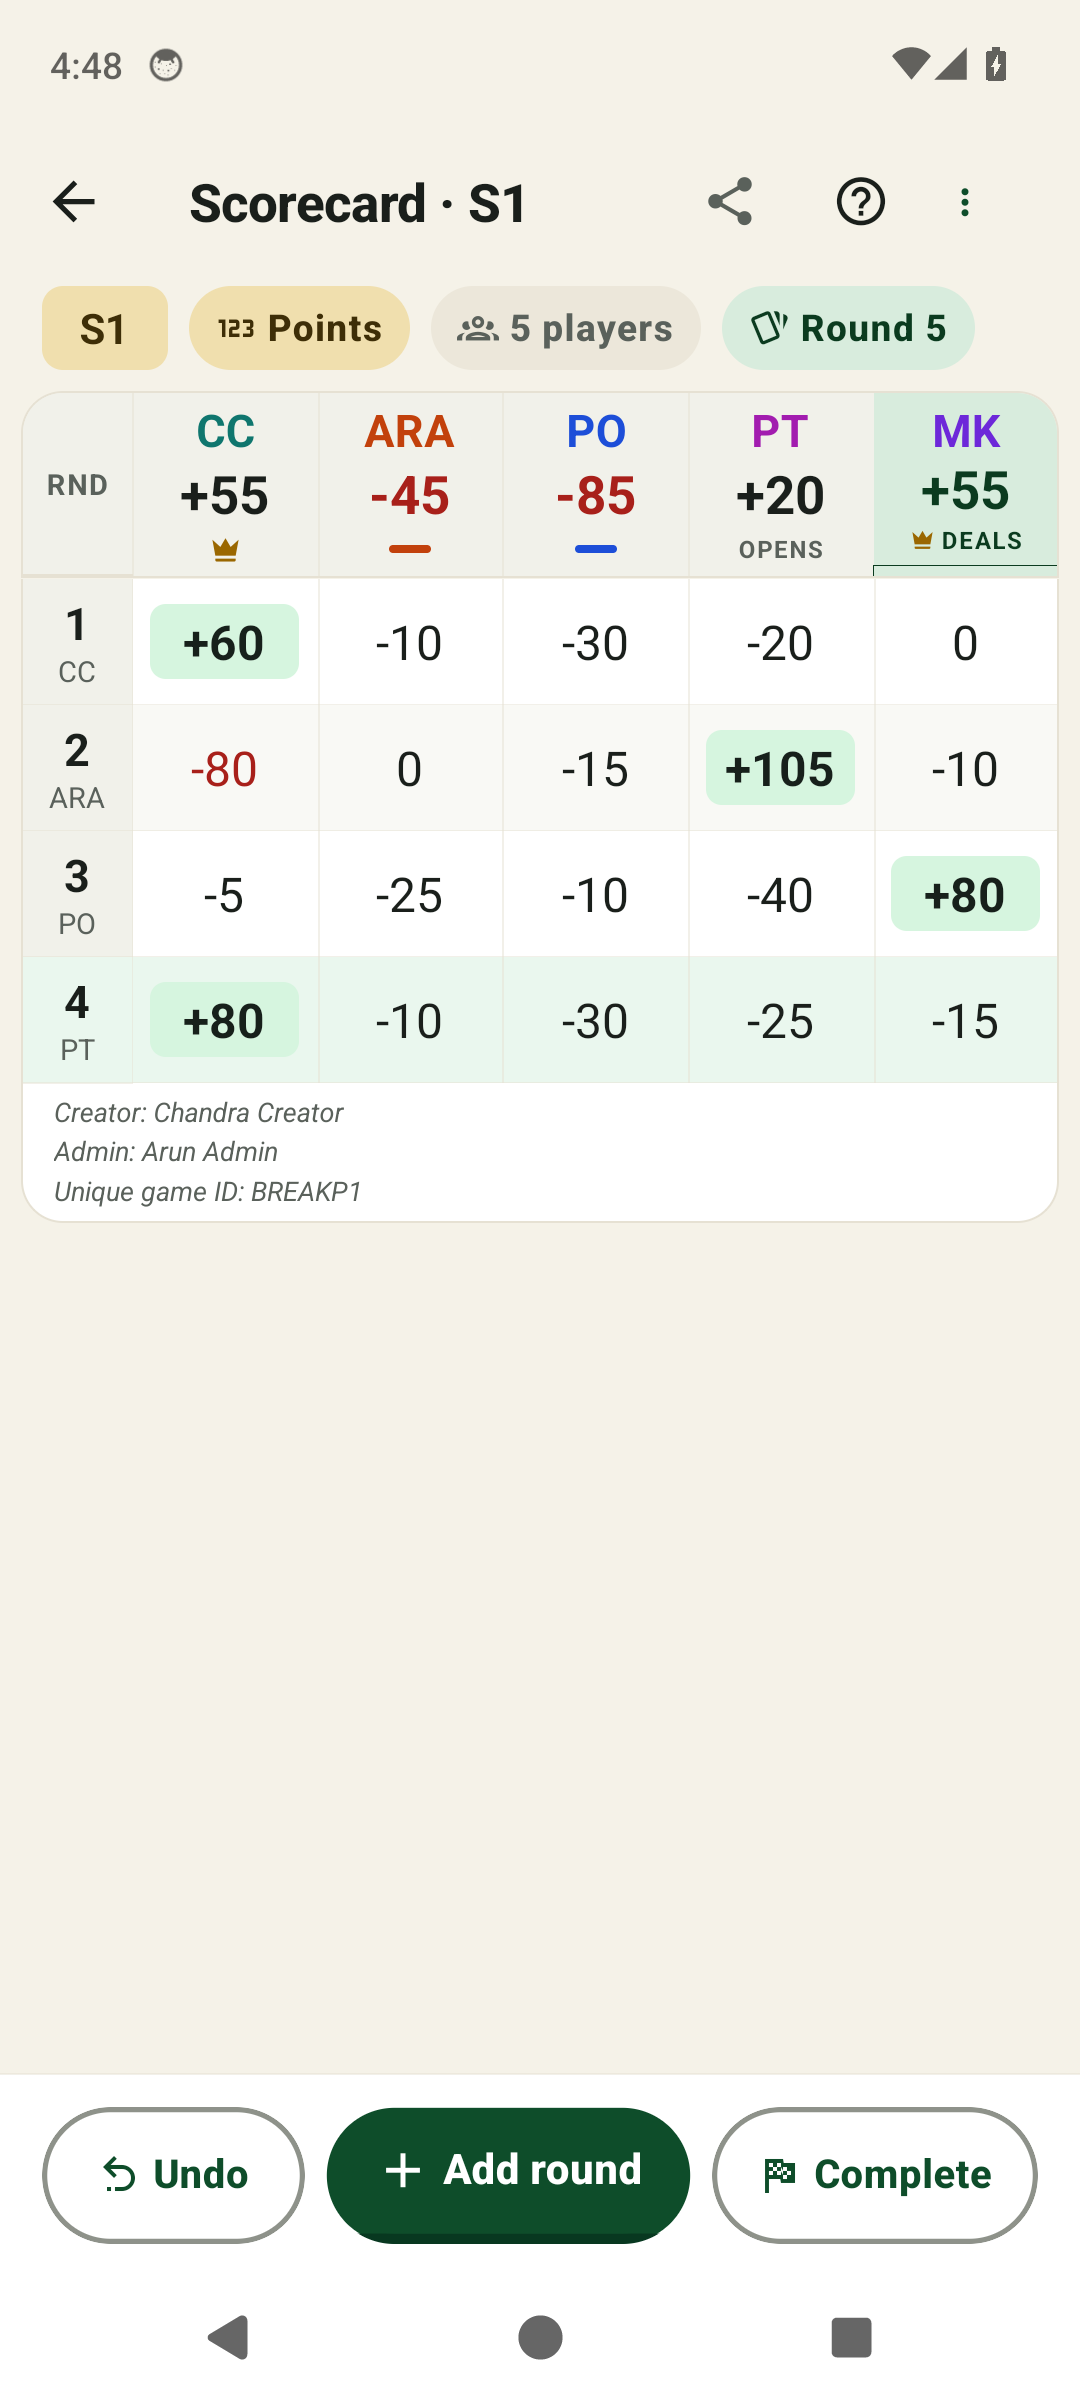 4:48
Scorecard · S1
S1
123 Points
5 players
Round 5
RND CC ARA PO PT MK
+55 -45 -85 +20 +55
OPENS DEALS
1 +60 -10 -30 -20 0
CC
2 -80 0 -15 +105 -10
ARA
3 -5 -25 -10 -40 +80
PO
4 +80 -10 -30 -25 -15
PT
Creator: Chandra Creator
Admin: Arun Admin
Unique game ID: BREAKP1
Undo
Add round
Complete